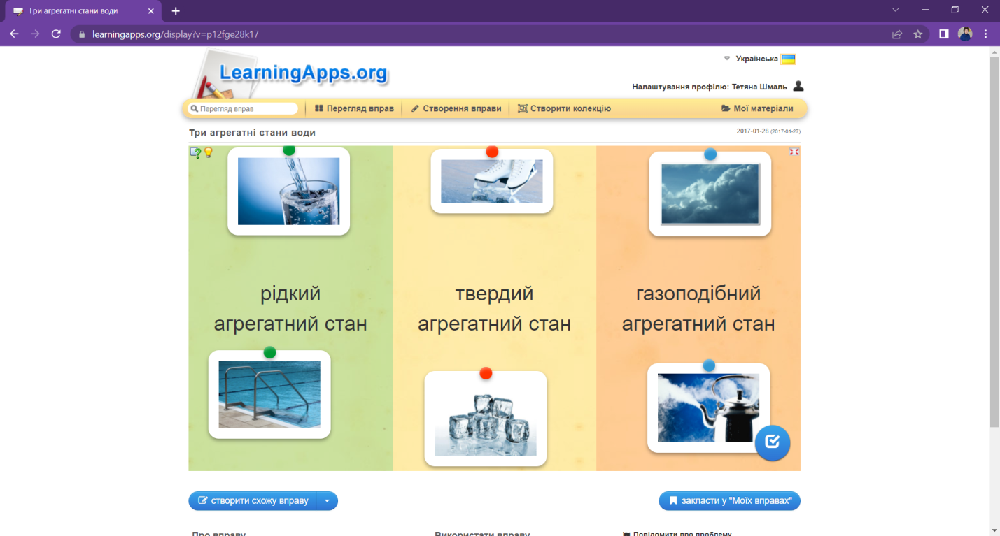 Три агрегатні стани води
learningapps.org/display?v=p12fge28k17
LearningApps.org
Українська
Налаштування профілю: Тетяна Шмаль
Перегляд вправ
Перегляд вправ
Створення вправи
Створити колекцію
Мої матеріали
Три агрегатні стани води
2017-01-28 (2017-01-27)
рідкий
агрегатний стан
твердий
агрегатний стан
газоподібний
агрегатний стан
створити схожу вправу
закласти у "Моїх вправах"
Про вправу
Використати вправу
Повідомити про проблему